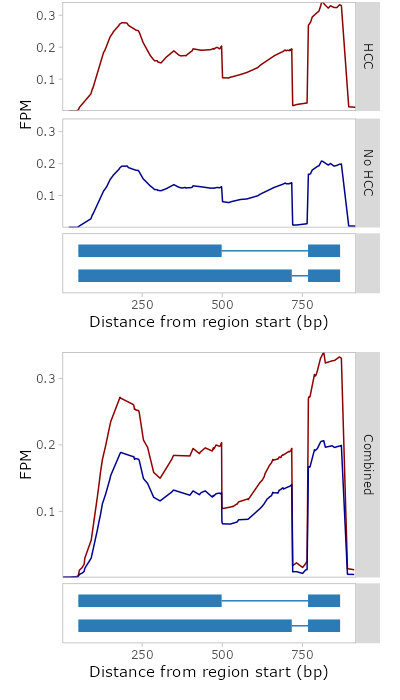 0.3
0.2
0.1
HCC
FPM
0.3
0.2
0.1
No HCC
250 500 750
Distance from region start (bp)
0.3
0.2
0.1
FPM
Combined
250 500 750
Distance from region start (bp)